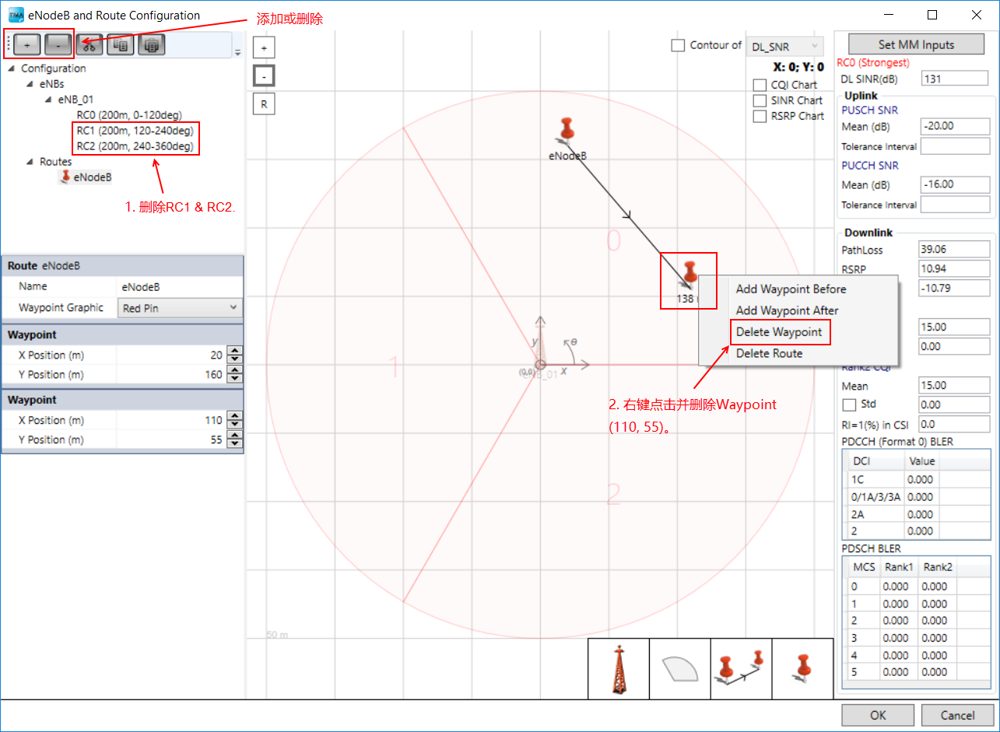 TMA eNodeB and Route Configuration
添加或删除
+ -
Configuration
eNBs
eNB_01
RC0 (200m, 0-120deg)
RC1 (200m, 120-240deg)
RC2 (200m, 240-360deg)
Routes
eNodeB
1. 删除RC1 & RC2.
Route eNodeB
Name eNodeB
Waypoint Graphic Red Pin
Waypoint
X Position (m) 20
Y Position (m) 160
Waypoint
X Position (m) 110
Y Position (m) 55
+
-
R
Contour of DL_SNR
X: 0; Y: 0
CQI Chart
SINR Chart
RSRP Chart
eNodeB
0
138
Add Waypoint Before
Add Waypoint After
Delete Waypoint
Delete Route
y θ
1
(0,0) eNB_01 x
2. 右键点击并删除Waypoint
(110, 55)。
2
50 m
Set MM Inputs
RC0 (Strongest)
DL SINR(dB) 131
Uplink
PUSCH SNR
Mean (dB) -20.00
Tolerance Interval
PUCCH SNR
Mean (dB) -16.00
Tolerance Interval
Downlink
PathLoss 39.06
RSRP 10.94
-10.79
15.00
0.00
Rank2 CQI
Mean 15.00
Std 0.00
RI=1(%) in CSI 0.0
PDCCH (Format 0) BLER
DCI Value
1C 0.000
0/1A/3/3A 0.000
2A 0.000
2 0.000
PDSCH BLER
MCS Rank1 Rank2
0 0.000 0.000
1 0.000 0.000
2 0.000 0.000
3 0.000 0.000
4 0.000 0.000
5 0.000 0.000
OK Cancel